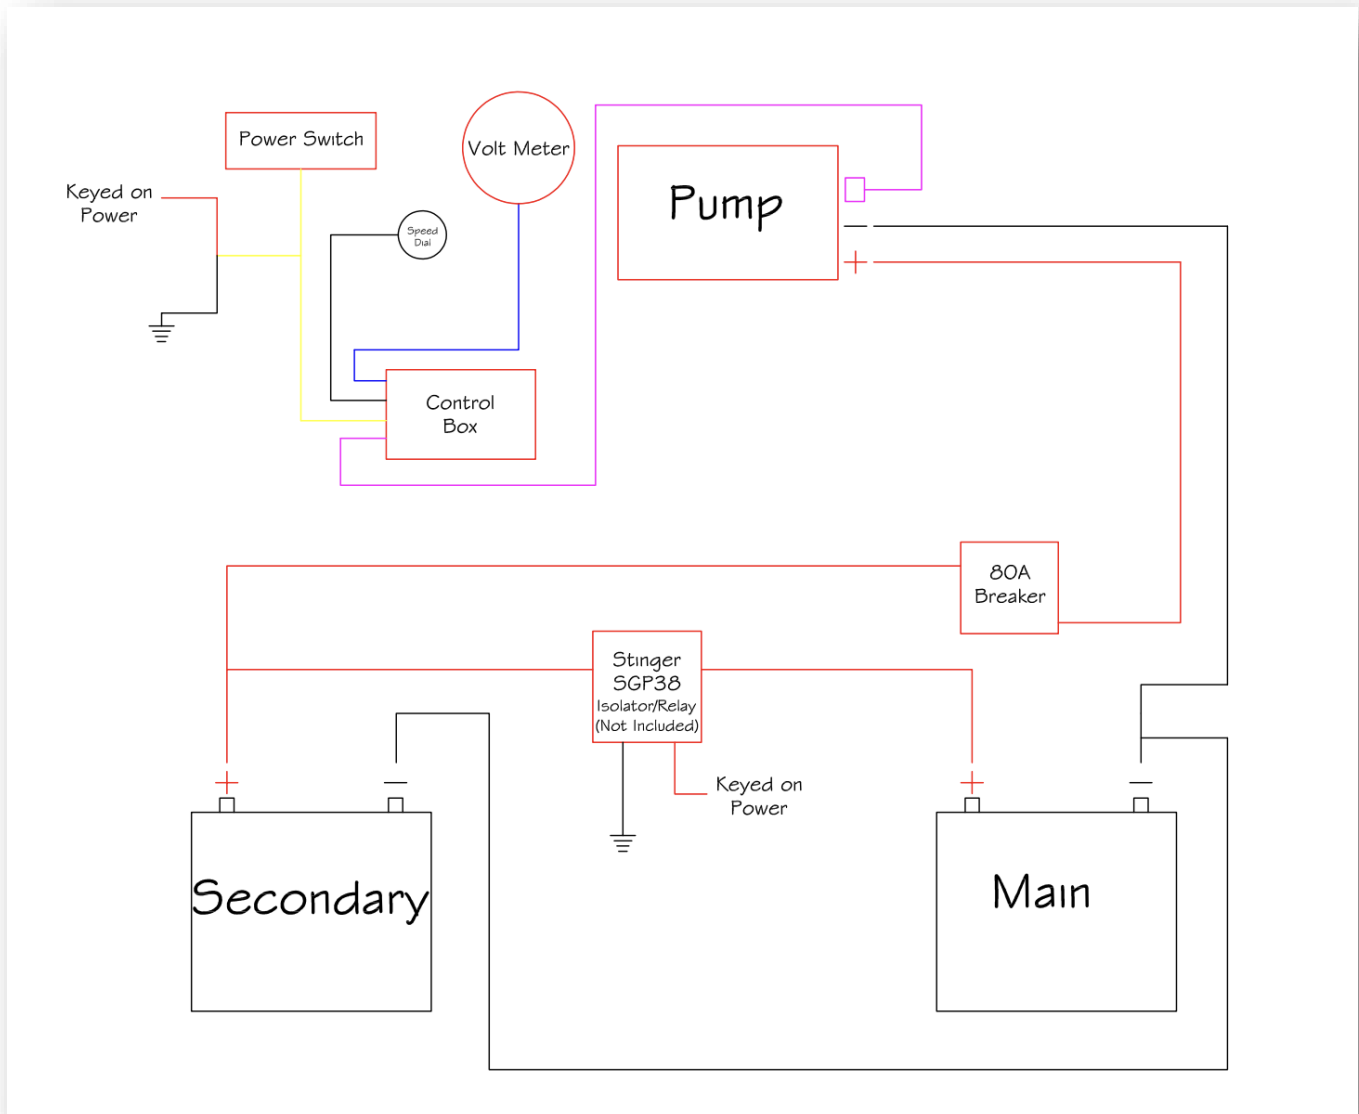 Power Switch
Volt Meter
Keyed on
Power
Speed
Dial
Pump
Control
Box
80A
Breaker
Stinger
SGP38
Isolator/Relay
(Not Included)
Keyed on
Power
+
−
+
−
−
+
Secondary
Main